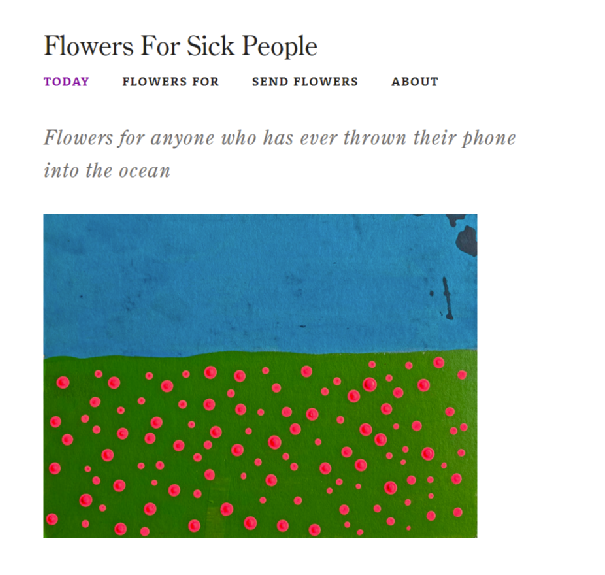 Flowers For Sick People
TODAY FLOWERS FOR SEND FLOWERS ABOUT
Flowers for anyone who has ever thrown their phone
into the ocean